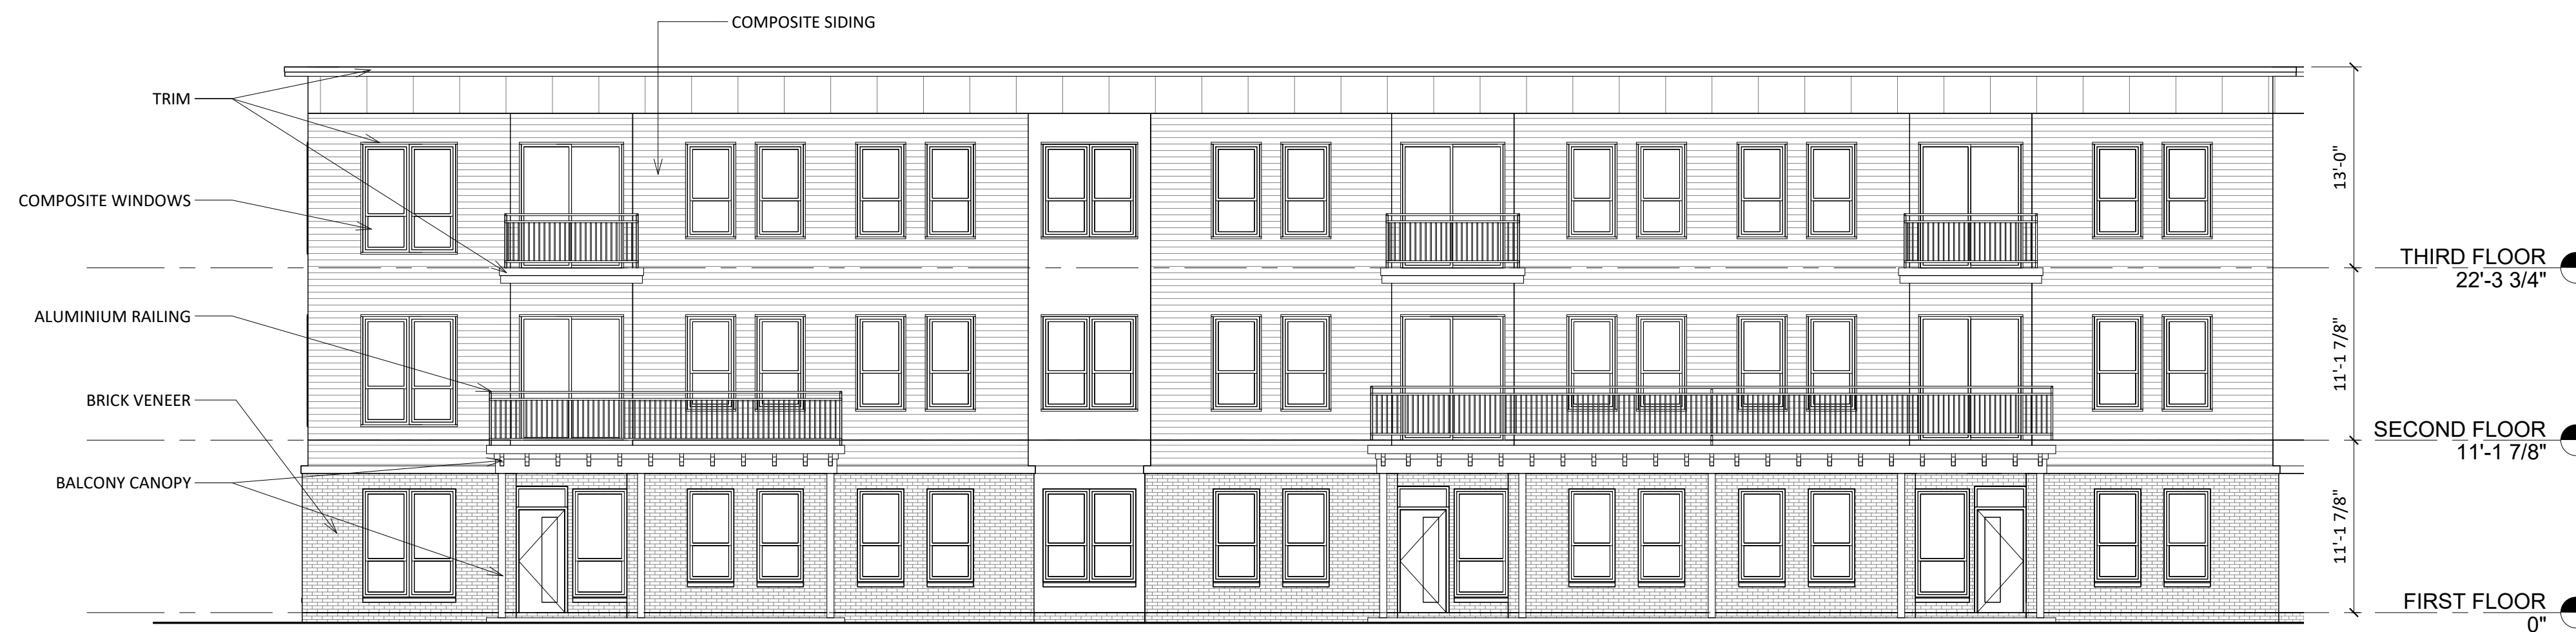 COMPOSITE SIDING
TRIM
COMPOSITE WINDOWS
ALUMINIUM RAILING
BRICK VENEER
BALCONY CANOPY
13'-0"
11'-1 7/8"
11'-1 7/8"
THIRD FLOOR
22'-3 3/4"
SECOND FLOOR
11'-1 7/8"
FIRST FLOOR
0"